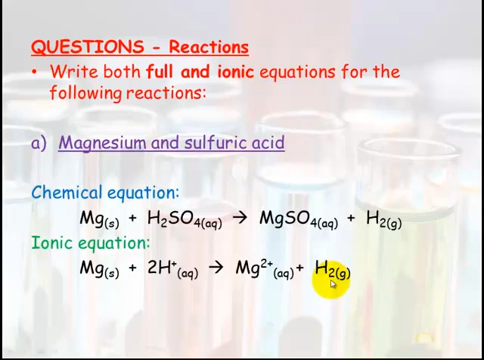 QUESTIONS - Reactions
• Write both full and ionic equations for the
following reactions:
a) Magnesium and sulfuric acid
Chemical equation:
Mg(s) + H₂SO₄(aq) → MgSO₄(aq) + H₂(g)
Ionic equation:
Mg(s) + 2H⁺(aq) → Mg²⁺(aq) + H₂(g)